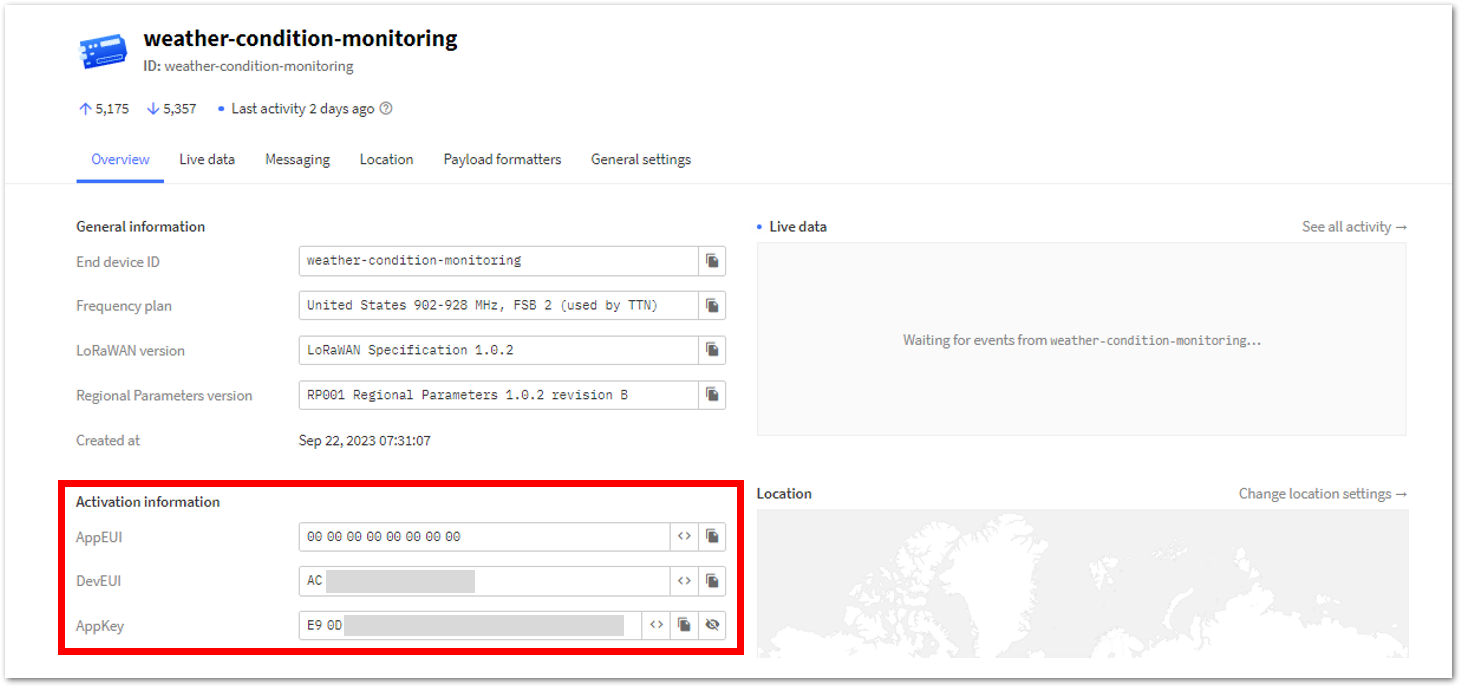 weather-condition-monitoring
ID: weather-condition-monitoring
5,175 5,357 Last activity 2 days ago
Overview Live data Messaging Location Payload formatters General settings
General information
End device ID weather-condition-monitoring
Frequency plan United States 902-928 MHz, FSB 2 (used by TTN)
LoRaWAN version LoRaWAN Specification 1.0.2
Regional Parameters version RP001 Regional Parameters 1.0.2 revision B
Created at Sep 22, 2023 07:31:07
Live data See all activity →
Waiting for events from weather-condition-monitoring...
Activation information
AppEUI 00 00 00 00 00 00 00 00
DevEUI AC
AppKey E9 0D
Location Change location settings →